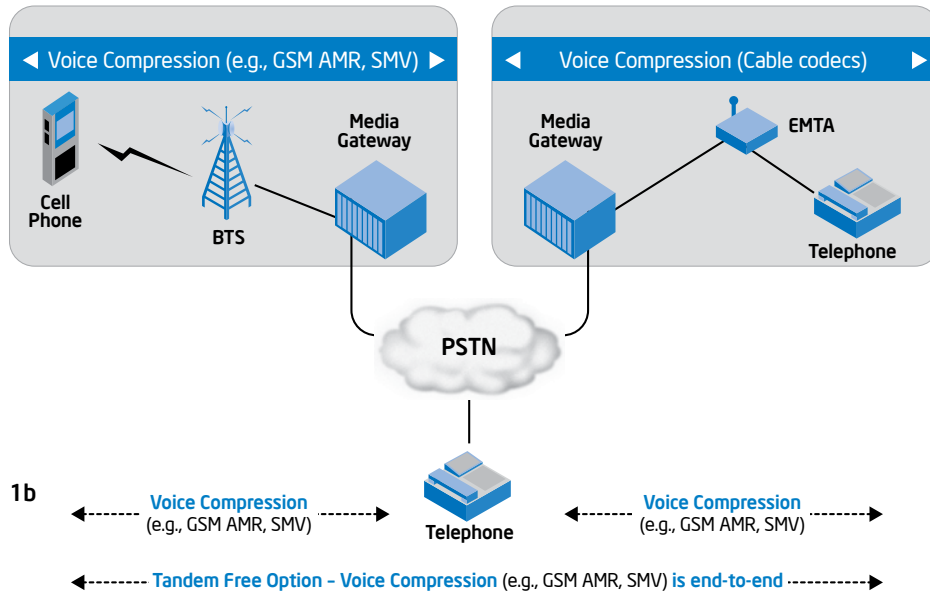 Voice Compression (e.g., GSM AMR, SMV)
Voice Compression (Cable codecs)
Media
Gateway
Media
Gateway
EMTA
Cell
Phone
BTS
Telephone
PSTN
1b
Voice Compression
(e.g., GSM AMR, SMV)
Telephone
Voice Compression
(e.g., GSM AMR, SMV)
Tandem Free Option – Voice Compression (e.g., GSM AMR, SMV) is end-to-end